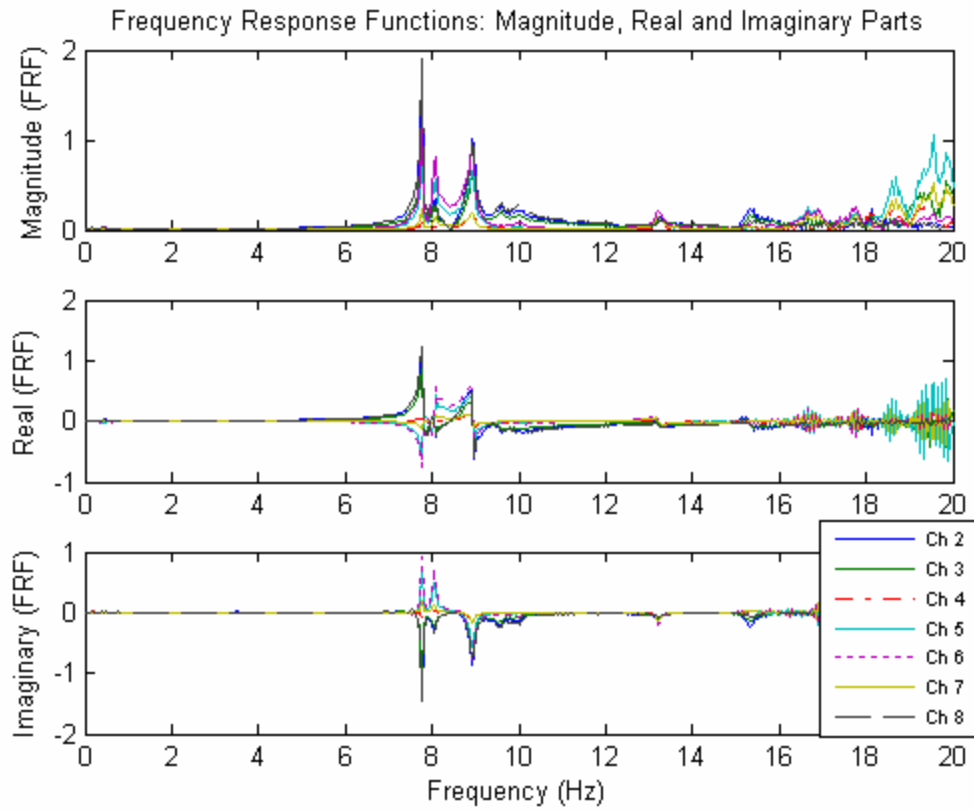 Frequency Response Functions: Magnitude, Real and Imaginary Parts
Magnitude (FRF)
2
1
0
0 2 4 6 8 10 12 14 16 18 20
Real (FRF)
2
1
0
-1
0 2 4 6 8 10 12 14 16 18 20
Imaginary (FRF)
1
0
-1
-2
0 2 4 6 8 10 12 14 16 18 20
Frequency (Hz)
Ch 2
Ch 3
Ch 4
Ch 5
Ch 6
Ch 7
Ch 8